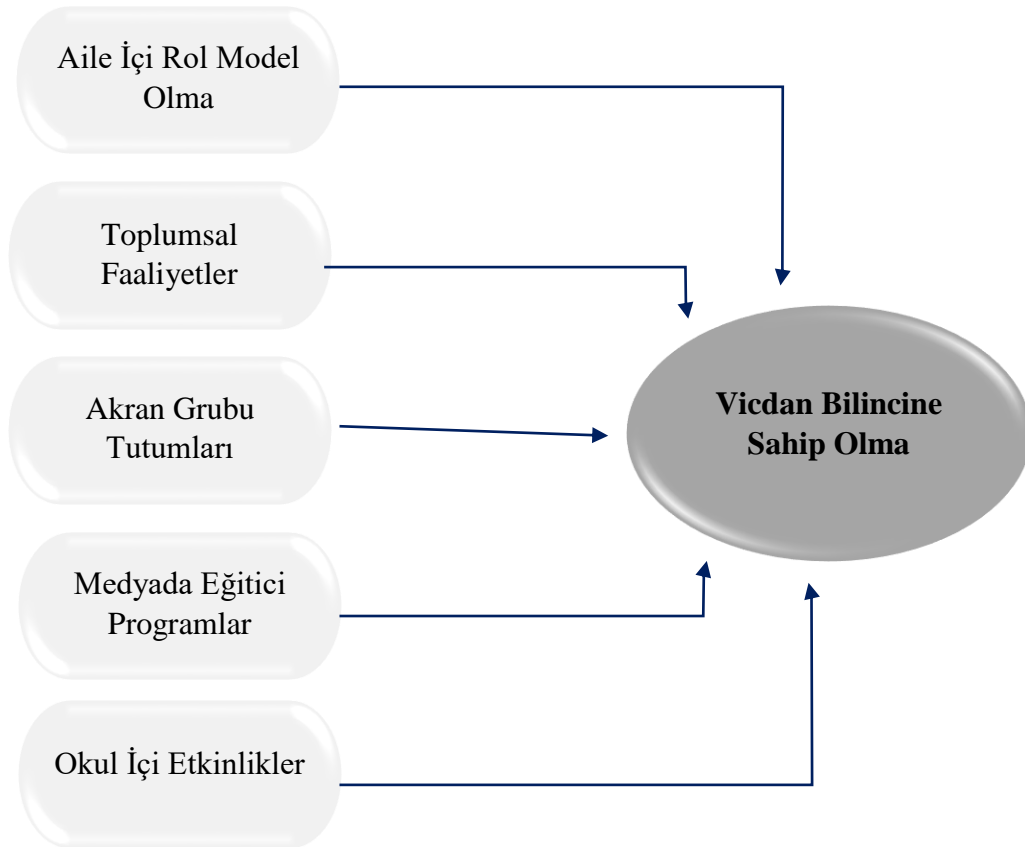 Aile İçi Rol Model
Olma
Toplumsal
Faaliyetler
Akran Grubu
Tutumları
Medyada Eğitici
Programlar
Okul İçi Etkinlikler
Vicdan Bilincine
Sahip Olma